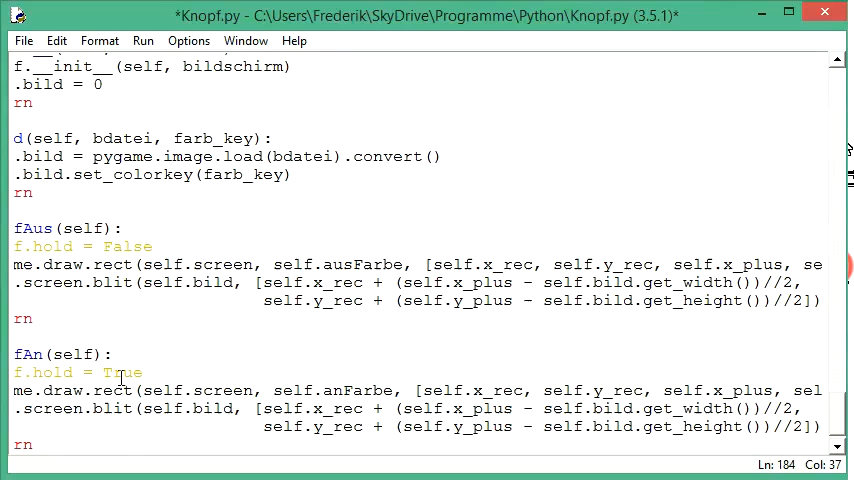 *Knopf.py - C:\Users\Frederik\SkyDrive\Programme\Python\Knopf.py (3.5.1)*
File Edit Format Run Options Window Help
f.__init__(self, bildschirm)
.bild = 0
rn
d(self, bdatei, farb_key):
.bild = pygame.image.load(bdatei).convert()
.bild.set_colorkey(farb_key)
rn
fAus(self):
f.hold = False
me.draw.rect(self.screen, self.ausFarbe, [self.x_rec, self.y_rec, self.x_plus, se
.screen.blit(self.bild, [self.x_rec + (self.x_plus - self.bild.get_width())//2,
self.y_rec + (self.y_plus - self.bild.get_height())//2])
rn
fAn(self):
f.hold = True
me.draw.rect(self.screen, self.anFarbe, [self.x_rec, self.y_rec, self.x_plus, sel
.screen.blit(self.bild, [self.x_rec + (self.x_plus - self.bild.get_width())//2,
self.y_rec + (self.y_plus - self.bild.get_height())//2])
rn
Ln: 184 Col: 37